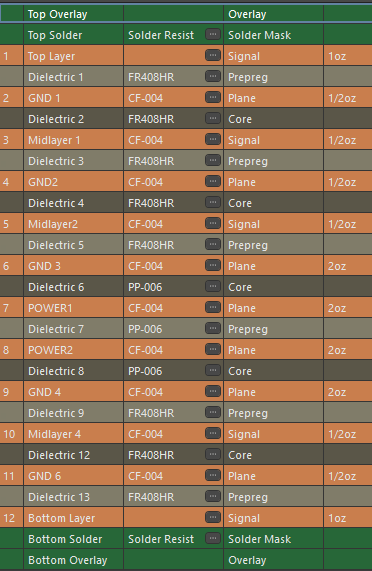 Top Overlay Overlay
Top Solder Solder Resist ... Solder Mask
1 Top Layer ... Signal 1oz
Dielectric 1 FR408HR ... Prepreg
2 GND 1 CF-004 ... Plane 1/2oz
Dielectric 2 FR408HR ... Core
3 Midlayer 1 CF-004 ... Signal 1/2oz
Dielectric 3 FR408HR ... Prepreg
4 GND2 CF-004 ... Plane 1/2oz
Dielectric 4 FR408HR ... Core
5 Midlayer2 CF-004 ... Signal 1/2oz
Dielectric 5 FR408HR ... Prepreg
6 GND 3 CF-004 ... Plane 2oz
Dielectric 6 PP-006 ... Core
7 POWER1 CF-004 ... Plane 2oz
Dielectric 7 PP-006 ... Prepreg
8 POWER2 CF-004 ... Plane 2oz
Dielectric 8 PP-006 ... Core
9 GND 4 CF-004 ... Plane 2oz
Dielectric 9 FR408HR ... Prepreg
10 Midlayer 4 CF-004 ... Signal 1/2oz
Dielectric 12 FR408HR ... Core
11 GND 6 CF-004 ... Plane 1/2oz
Dielectric 13 FR408HR ... Prepreg
12 Bottom Layer ... Signal 1oz
Bottom Solder Solder Resist ... Solder Mask
Bottom Overlay Overlay